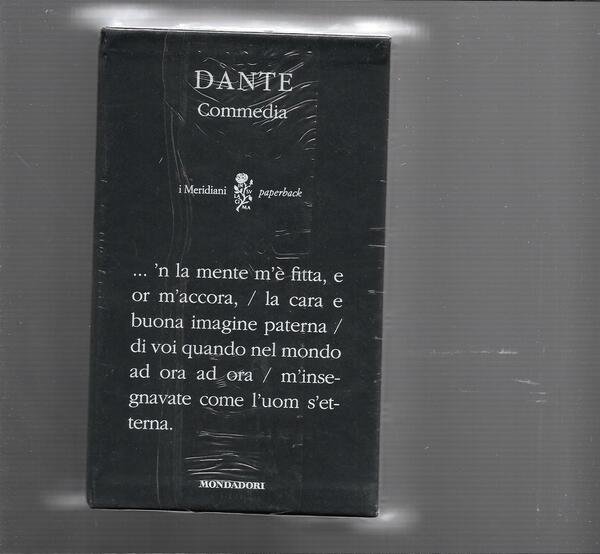 DANTE
Commedia
i Meridiani paperback
... 'n la mente m'è fitta, e
or m'accora, / la cara e
buona imagine paterna /
di voi quando nel mondo
ad ora ad ora / m'inse-
gnavate come l'uom s'et-
terna.
MONDADORI